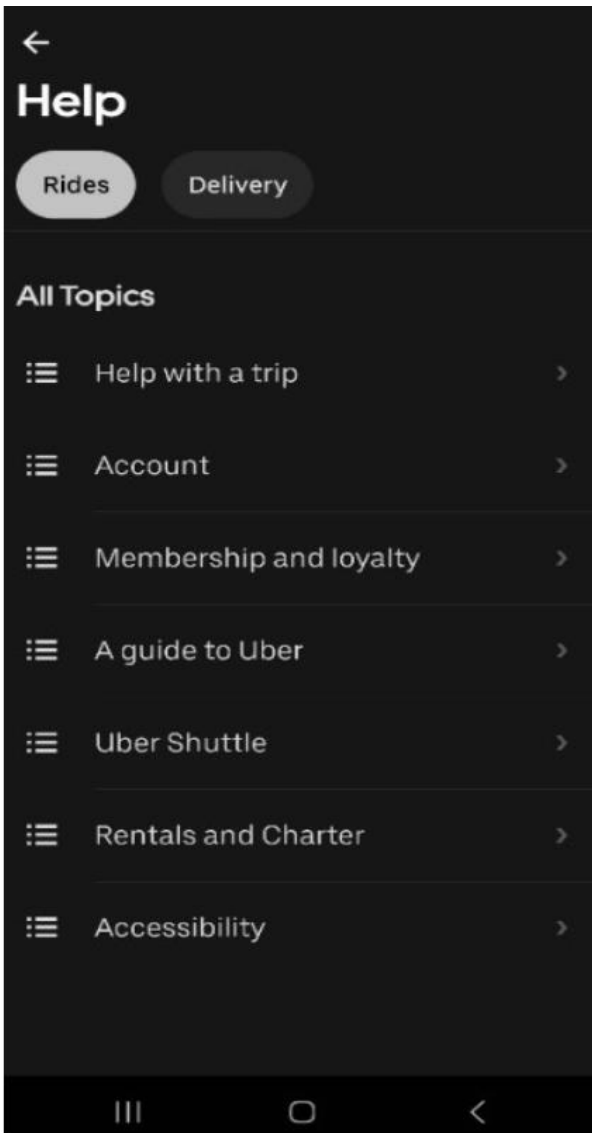 Help
Rides Delivery
All Topics
Help with a trip
Account
Membership and loyalty
A guide to Uber
Uber Shuttle
Rentals and Charter
Accessibility